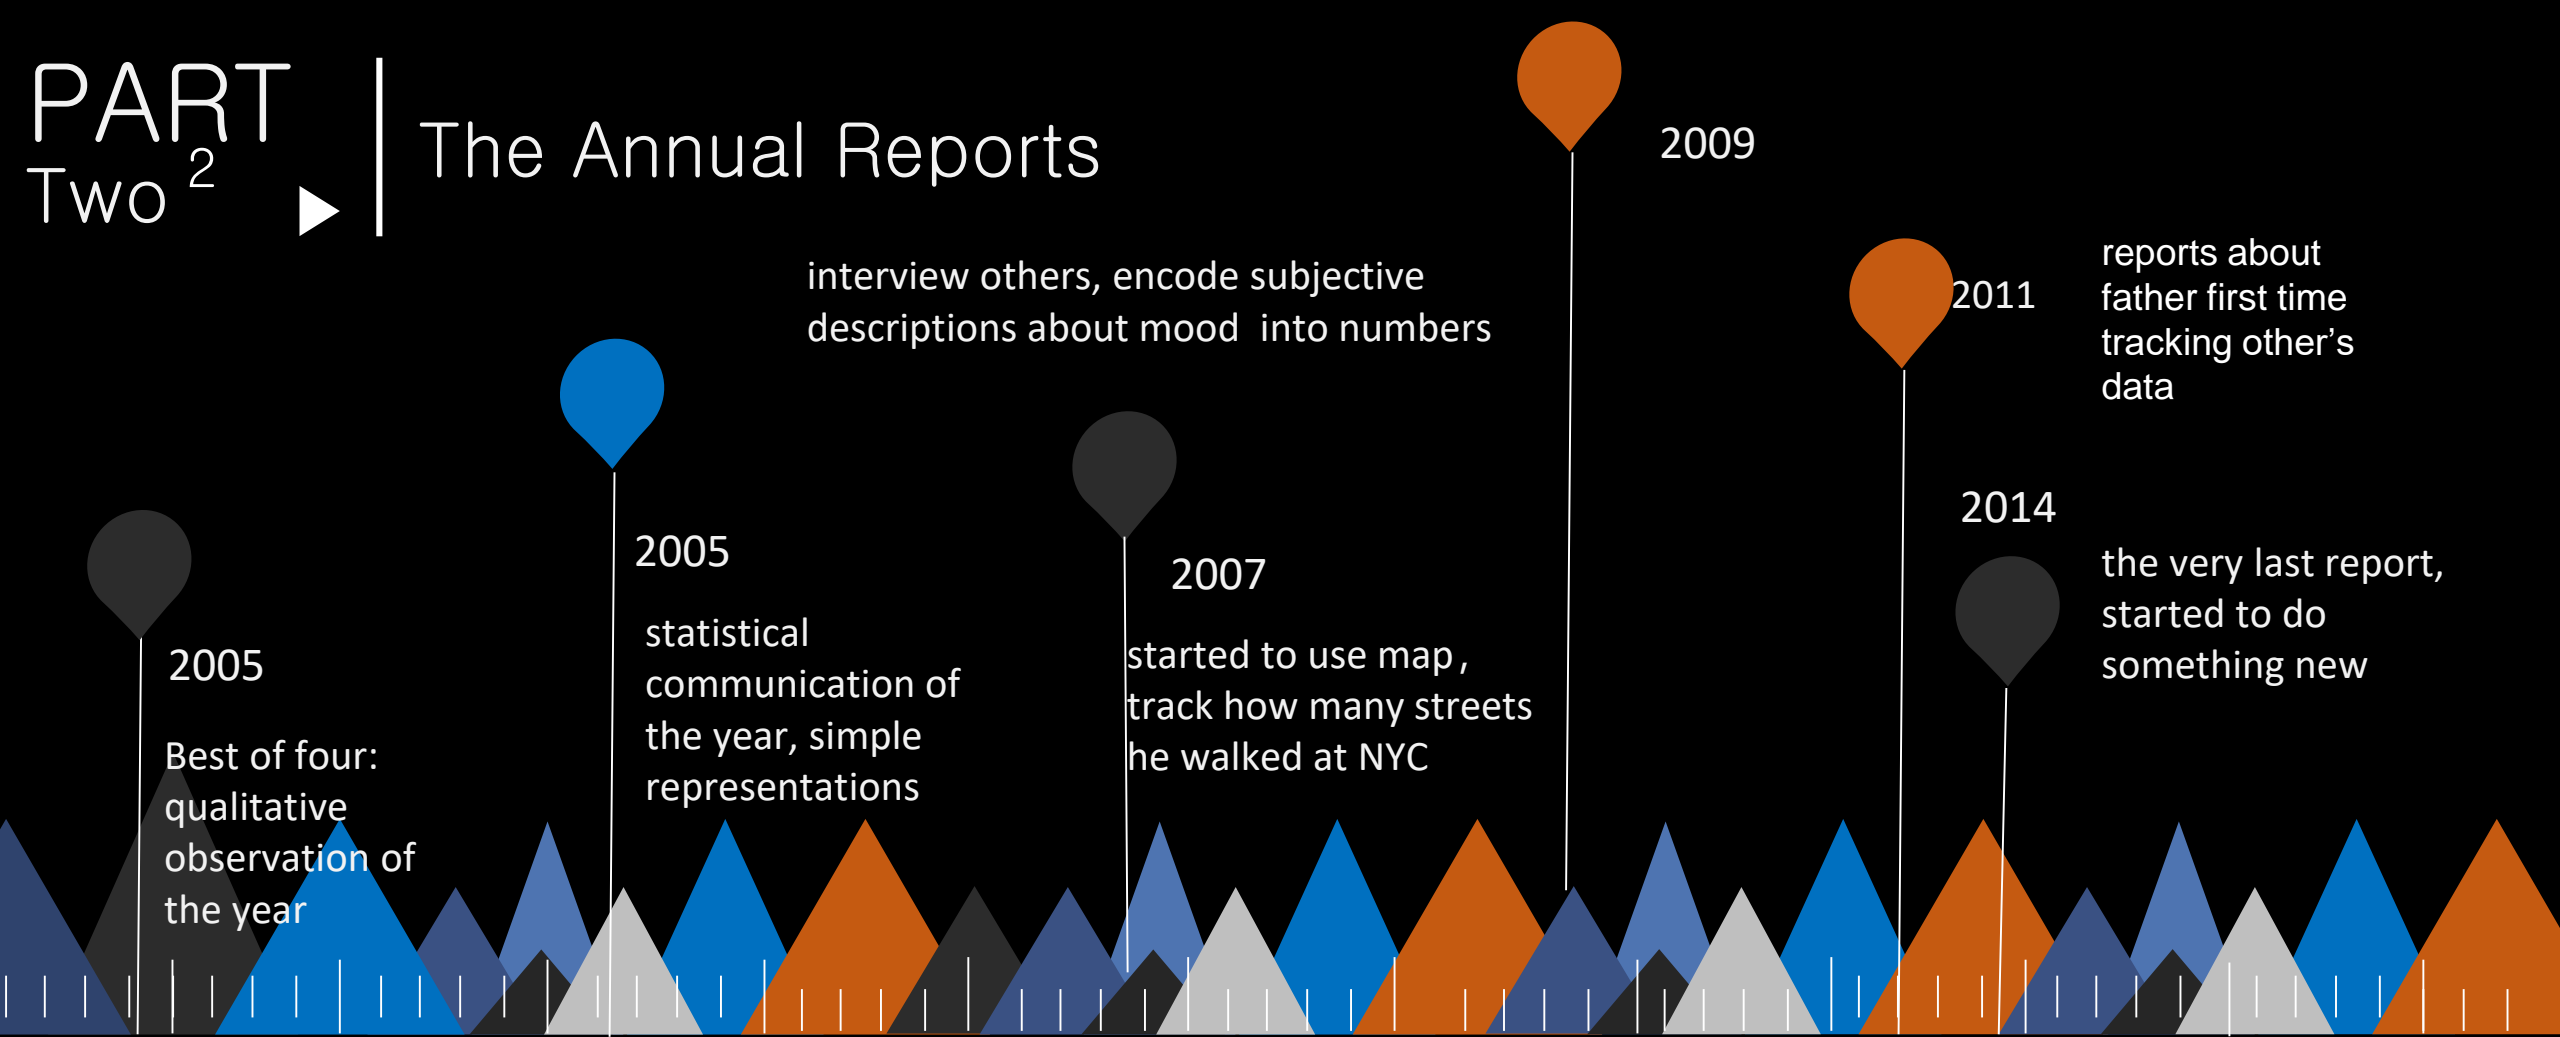 PART
Two 2
The Annual Reports
2005
Best of four:
qualitative
observation of
the year
2005
statistical
communication of
the year, simple
representations
2007
started to use map,
track how many streets
he walked at NYC
2009
interview others, encode subjective
descriptions about mood into numbers
2011
reports about
father first time
tracking other's
data
2014
the very last report,
started to do
something new